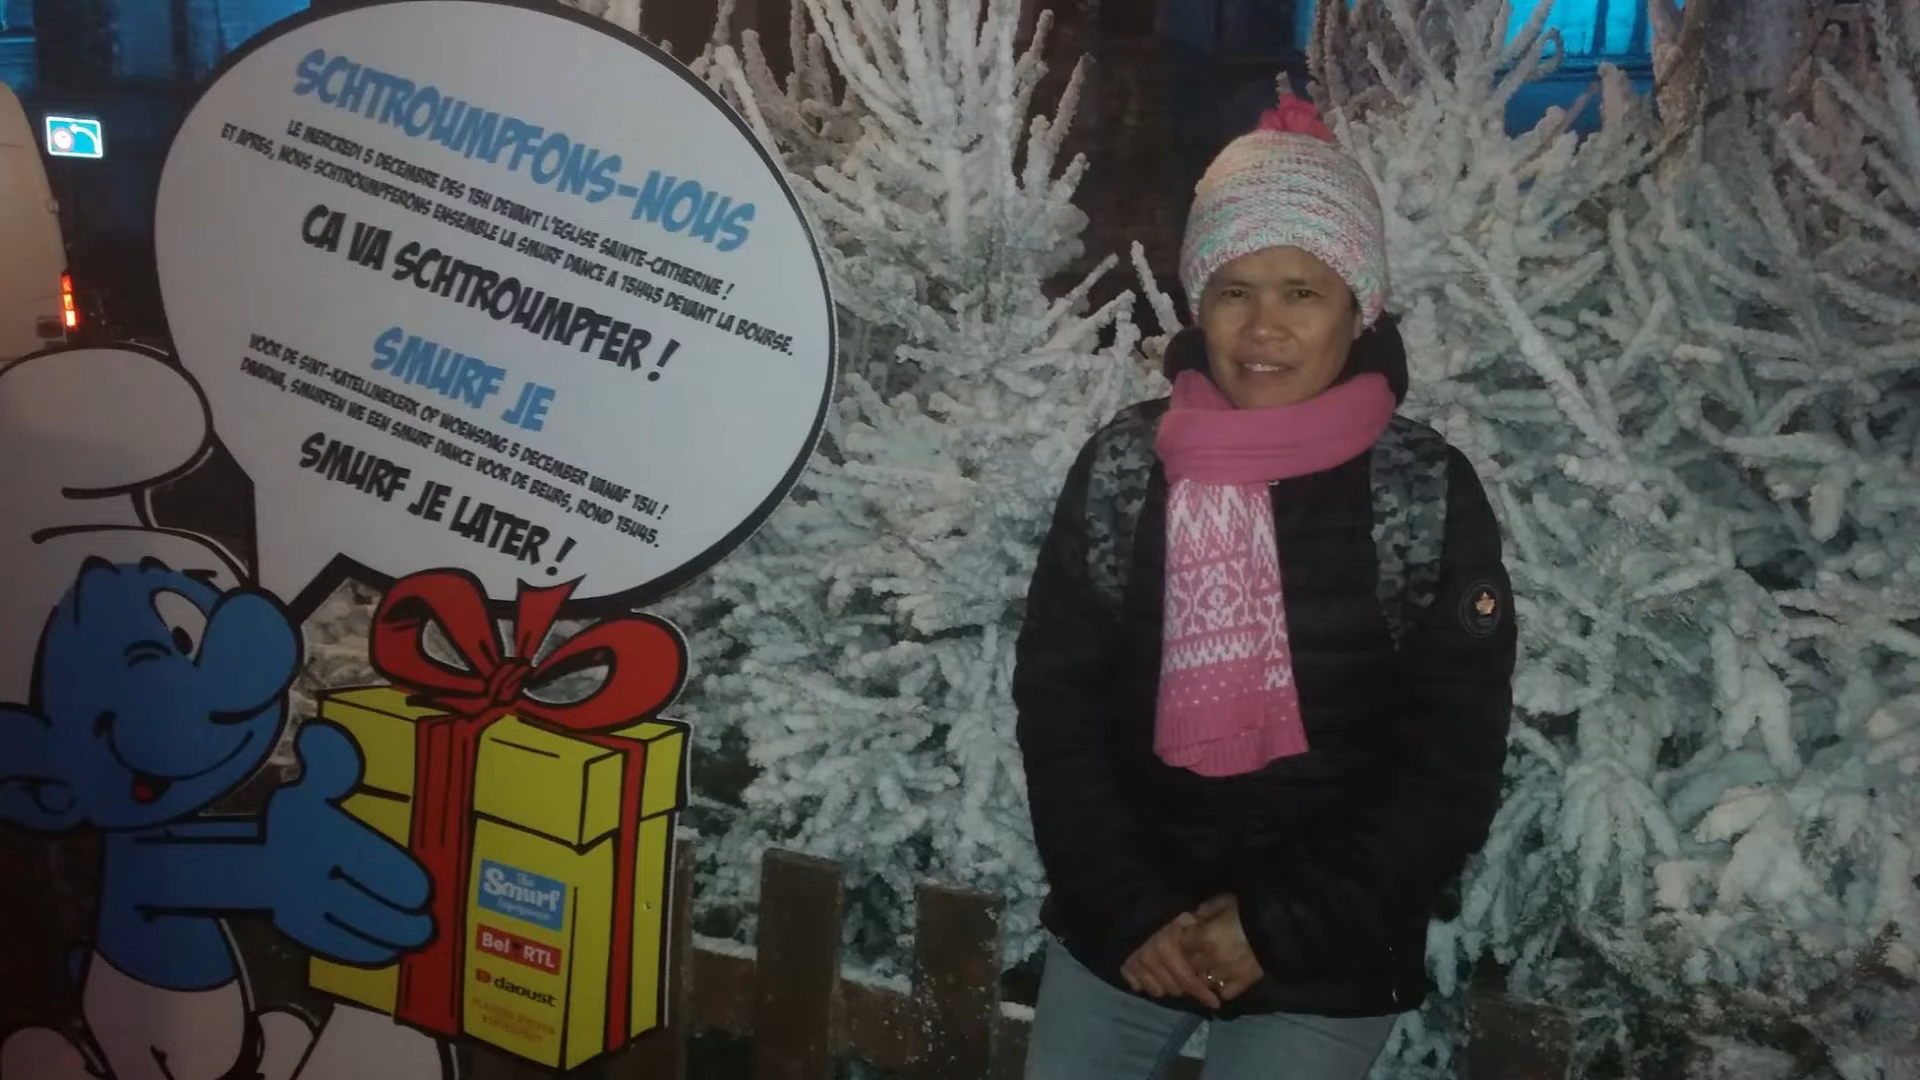 SCHTROUMPFONS-NOUS
LE MERCREDI 5 DECEMBRE DES 15H DEVANT L'EGLISE SAINTE-CATHERINE !
ET APRES, NOUS SCHTROUMPFERONS ENSEMBLE LA SMURF DANCE A 15H45 DEVANT LA BOURSE.
CA VA SCHTROUMPFER !
SMURF JE
VOOR DE SINT-KATELIJNEKERK OP WOENSDAG 5 DECEMBER VANAF 15U !
DAARNA, SMURFEN WE EEN SMURF DANCE VOOR DE BEURS, ROND 15U45.
SMURF JE LATER !
The
Smurf
Experience
Bel RTL
daoust